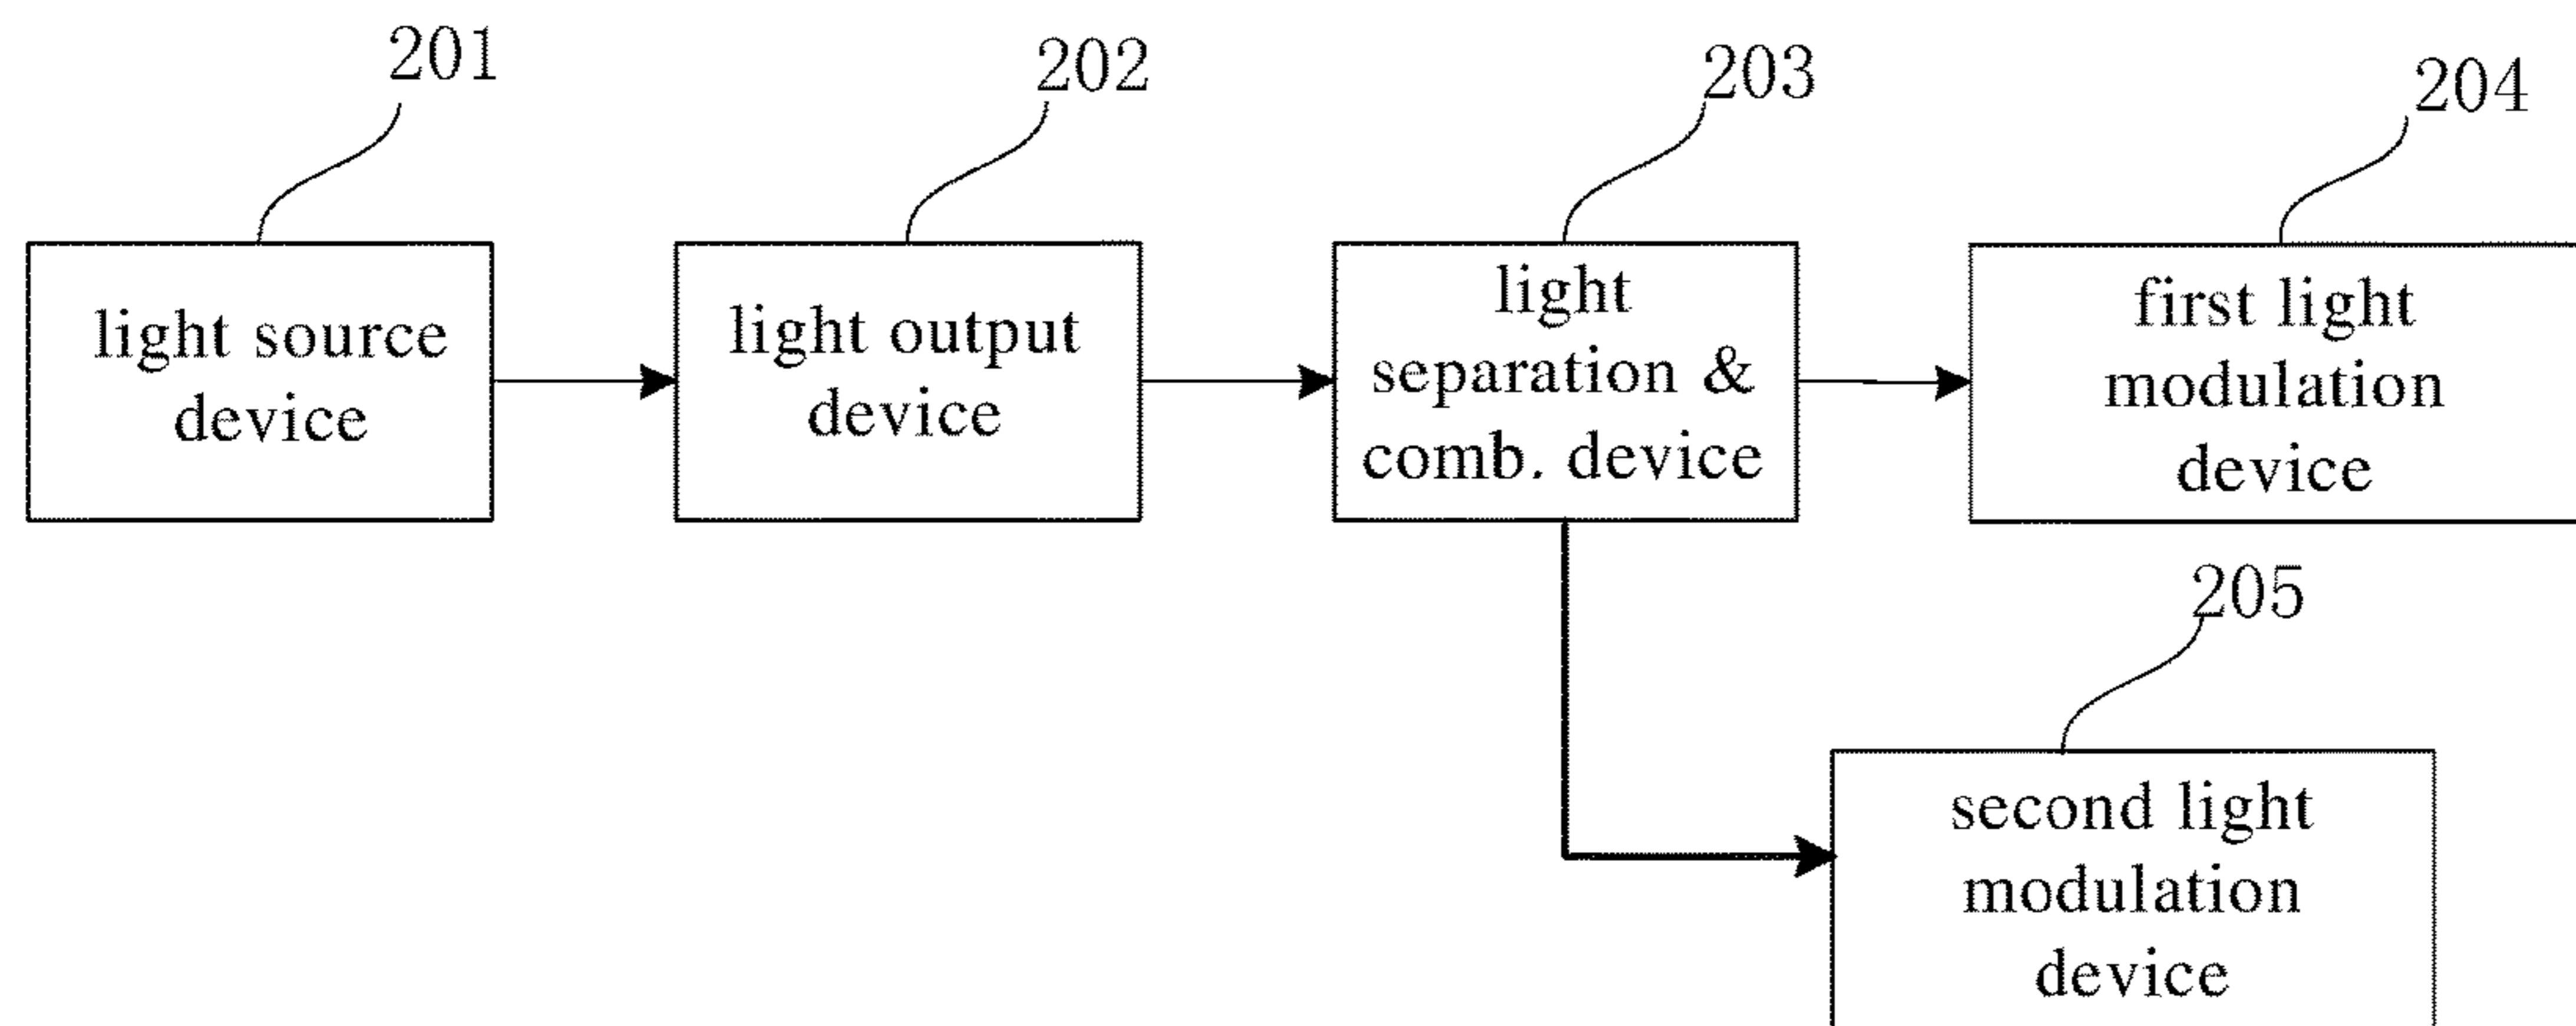 201
202
203
204
light source
device
light output
device
light
separation &
comb. device
first light
modulation
device
205
second light
modulation
device